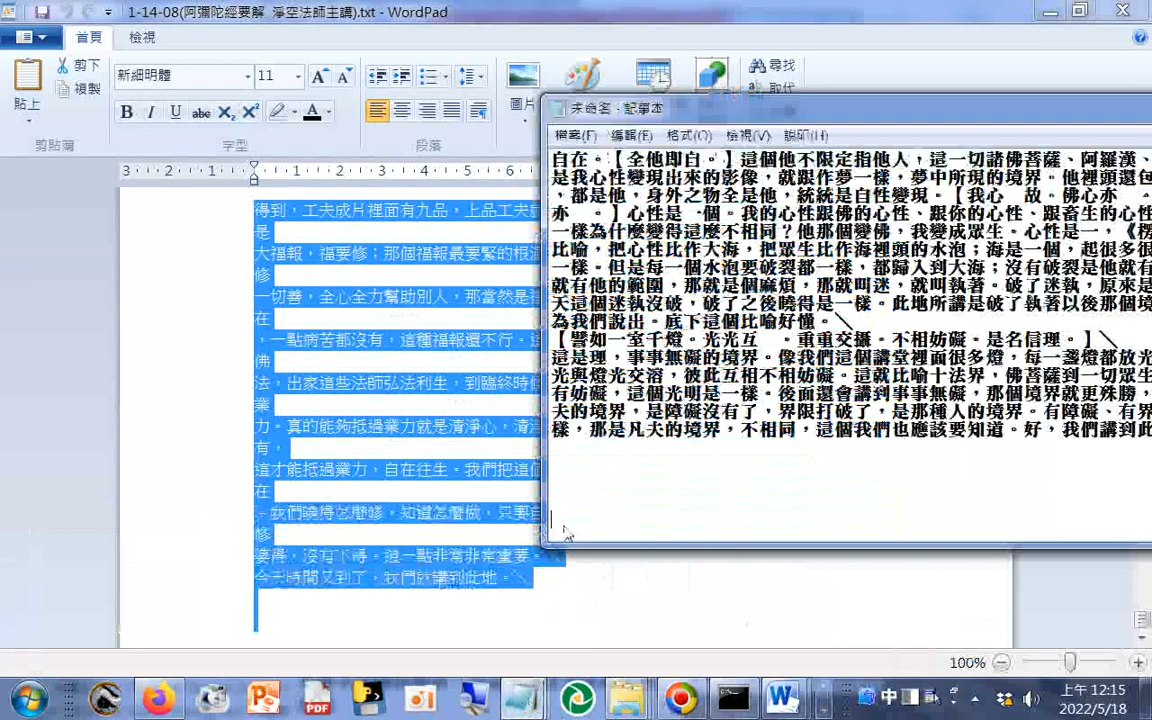 1-14-08(阿彌陀經要解 淨空法師主講).txt - WordPad
首頁
檢視
貼上
剪下
複製
剪貼簿
新細明體
11
字型
段落
圖片
尋找
取代
3 2 1 1 2 3 4 5 6
得到，工夫成片裡面有九品，上品工夫
是
大福報，福要修；那個福報最要緊的根
修
一切善，全心全力幫助別人，那當然是
在
，一點病苦都沒有，這種福報還不行。
佛
法，出家這些法師弘法利生，到臨終時
業
力。真的能夠抵過業力就是清淨心，清
有，
這才能抵過業力，自在往生。我們把這
在
，我們曉得怎麼修，知道怎麼做，只要自
修
婆得，沒有不得。這一點非常非常重要。
今天時間又到了，我們就講到此地。＼
未命名 - 記事本
檔案(F) 編輯(E) 格式(O) 檢視(V) 說明(H)
自在。【全他即自。】這個他不限定指他人，這一切諸佛菩薩、阿羅漢、
是我心性變現出來的影像，就跟作夢一樣，夢中所現的境界。他裡頭還包
，都是他，身外之物全是他，統統是自性變現。【我心　故。佛心亦
亦　。】心性是一個。我的心性跟佛的心性、跟你的心性、跟畜生的心性
一樣為什麼變得這麼不相同？他那個變佛，我變成眾生。心性是一，《楞
比喻，把心性比作大海，把眾生比作海裡頭的水泡；海是一個，起很多很
一樣。但是每一個水泡要破裂都一樣，都歸入到大海；沒有破裂是他就有
就有他的範圍，那就是個麻煩，那就叫迷，就叫執著。破了迷執，原來是
天這個迷執沒破，破了之後曉得是一樣。此地所講是破了執著以後那個境
為我們說出。底下這個比喻好懂。＼
【譬如一室千燈。光光互　。重重交攝。不相妨礙。是名信理。】＼
這是理，事事無礙的境界。像我們這個講堂裡面很多燈，每一盞燈都放光
光與燈光交溶，彼此互相不相妨礙。這就比喻十法界，佛菩薩到一切眾生
有妨礙，這個光明是一樣。後面還會講到事事無礙，那個境界就更殊勝，
夫的境界，是障礙沒有了，界限打破了，是那種人的境界。有障礙、有界
樣，那是凡夫的境界，不相同，這個我們也應該要知道。好，我們講到此
100%
中
上午 12:15
2022/5/18